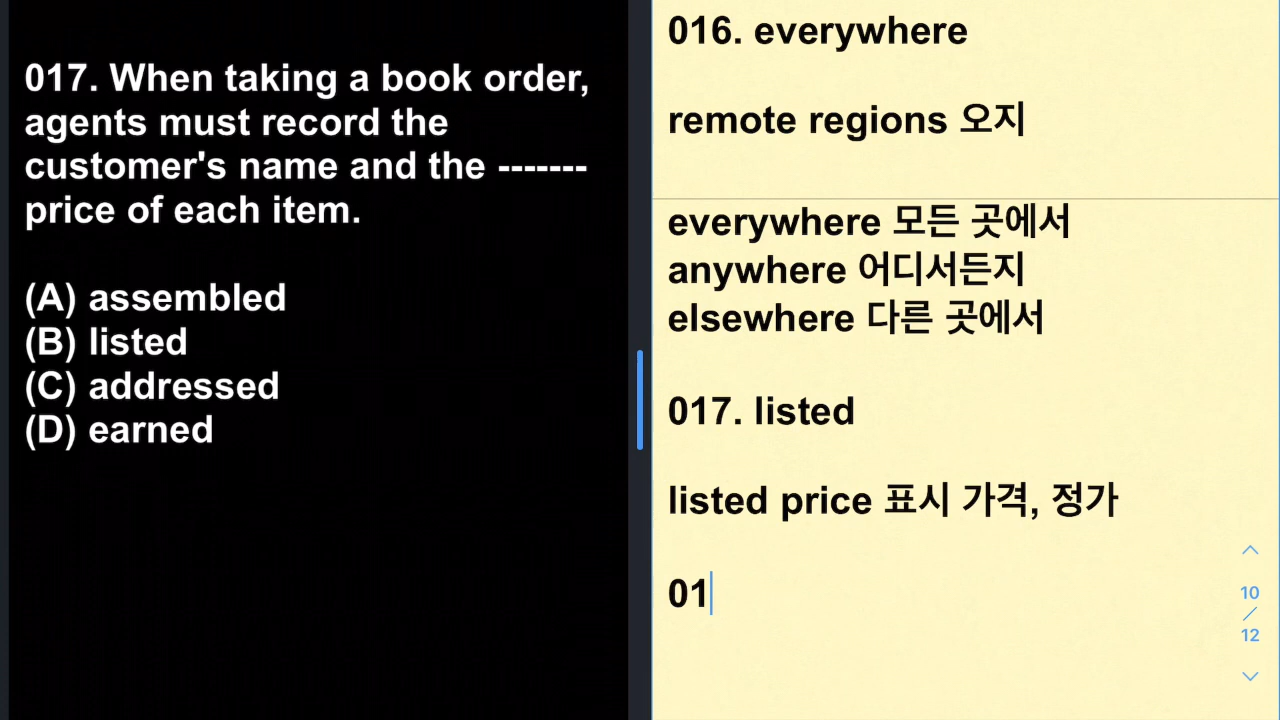 017. When taking a book order,
agents must record the
customer's name and the -------
price of each item.
(A) assembled
(B) listed
(C) addressed
(D) earned
016. everywhere
remote regions 오지
everywhere 모든 곳에서
anywhere 어디서든지
elsewhere 다른 곳에서
017. listed
listed price 표시 가격, 정가
01
10
/
12